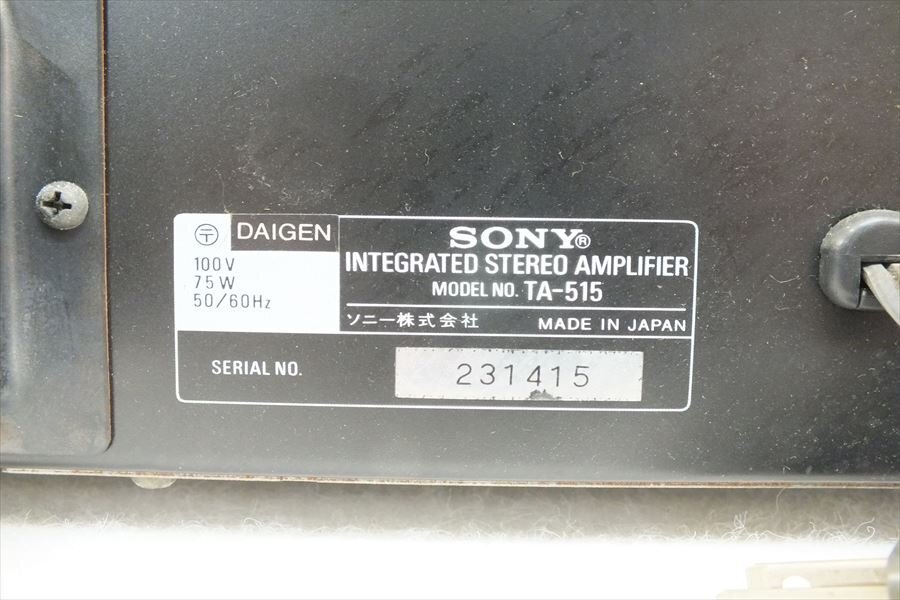 〒 DAIGEN
100V
75W
50/60Hz
SONY®
INTEGRATED STEREO AMPLIFIER
MODEL NO. TA-515
ソニー株式会社 MADE IN JAPAN
SERIAL NO. 231415